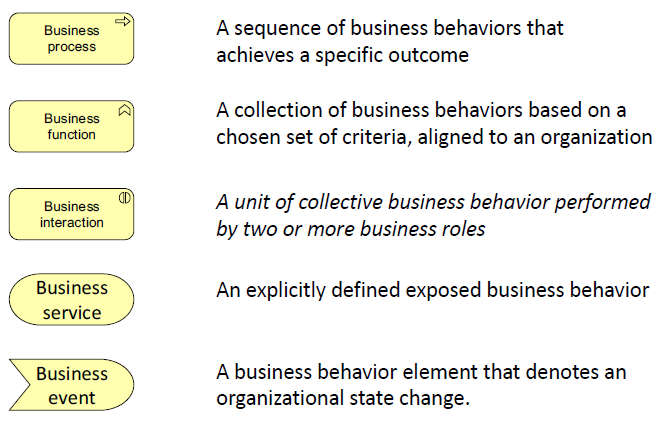 Business
process
A sequence of business behaviors that
achieves a specific outcome
Business
function
A collection of business behaviors based on a
chosen set of criteria, aligned to an organization
Business
interaction
A unit of collective business behavior performed
by two or more business roles
Business
service
An explicitly defined exposed business behavior
Business
event
A business behavior element that denotes an
organizational state change.